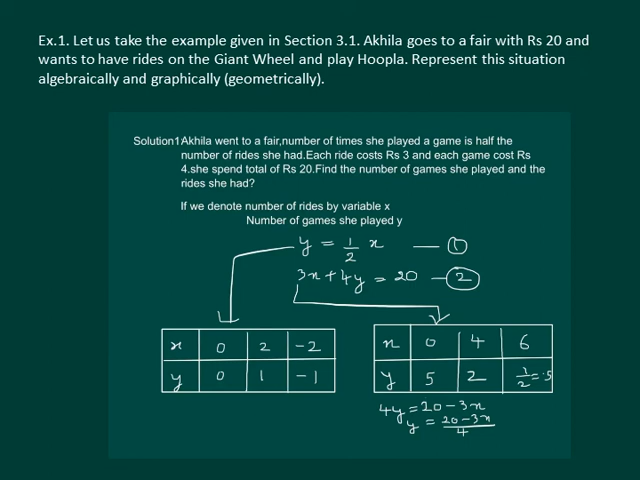 Ex.1. Let us take the example given in Section 3.1. Akhila goes to a fair with Rs 20 and
wants to have rides on the Giant Wheel and play Hoopla. Represent this situation
algebraically and graphically (geometrically).
Solution1Akhila went to a fair,number of times she played a game is half the
number of rides she had.Each ride costs Rs 3 and each game cost Rs
4.she spend total of Rs 20.Find the number of games she played and the
rides she had?
If we denote number of rides by variable x
Number of games she played y
y = 1/2 x — 1
3x + 4y = 20 — 2
x 0 2 -2
y 0 1 -1
x 0 4 6
y 5 2 1/2 = .5
4y = 20 - 3x
y = 20 - 3x / 4